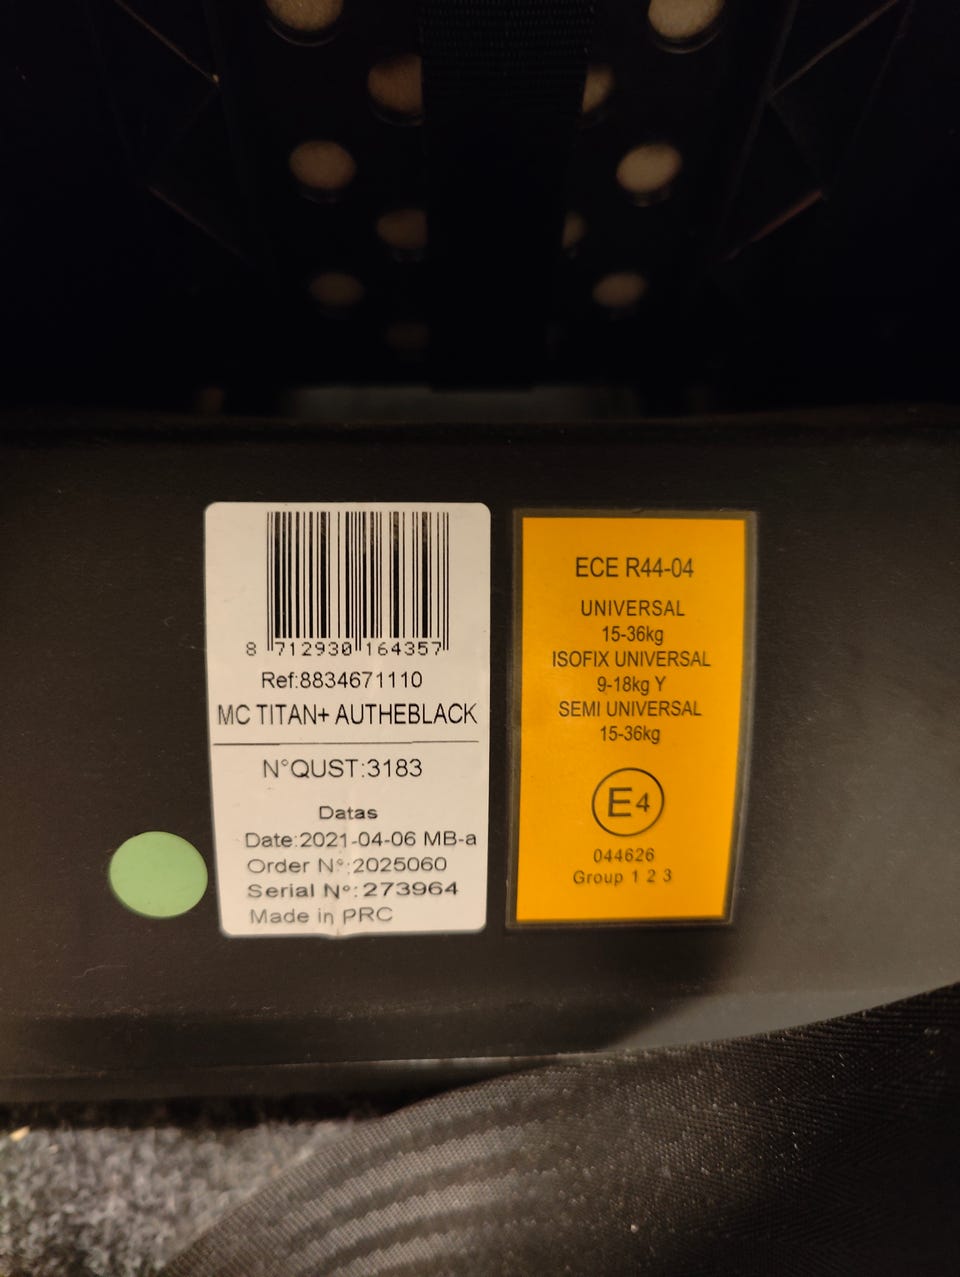 8 712930 164357
Ref:8834671110
MC TITAN+ AUTHEBLACK
N°QUST:3183
Datas
Date:2021-04-06 MB-a
Order N°:2025060
Serial N°:273964
Made in PRC
ECE R44-04
UNIVERSAL
15-36kg
ISOFIX UNIVERSAL
9-18kg Y
SEMI UNIVERSAL
15-36kg
E4
044626
Group 1 2 3